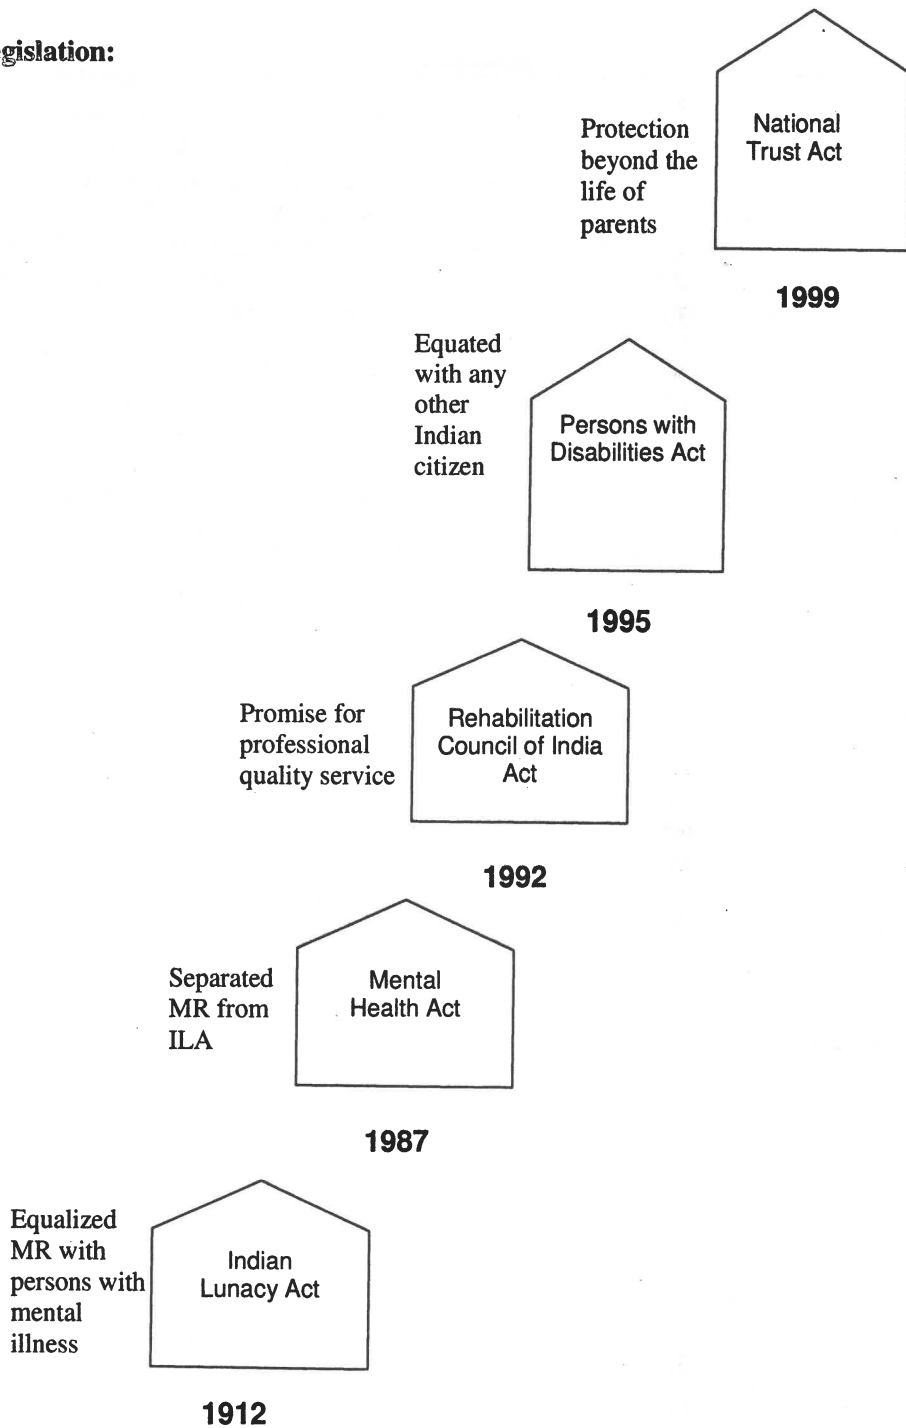 gislation:
Protection
beyond the
life of
parents
National
Trust Act
1999
Equated
with any
other
Indian
citizen
Persons with
Disabilities Act
1995
Promise for
professional
quality service
Rehabilitation
Council of India
Act
1992
Separated
MR from
ILA
Mental
Health Act
1987
Equalized
MR with
persons with
mental
illness
Indian
Lunacy Act
1912